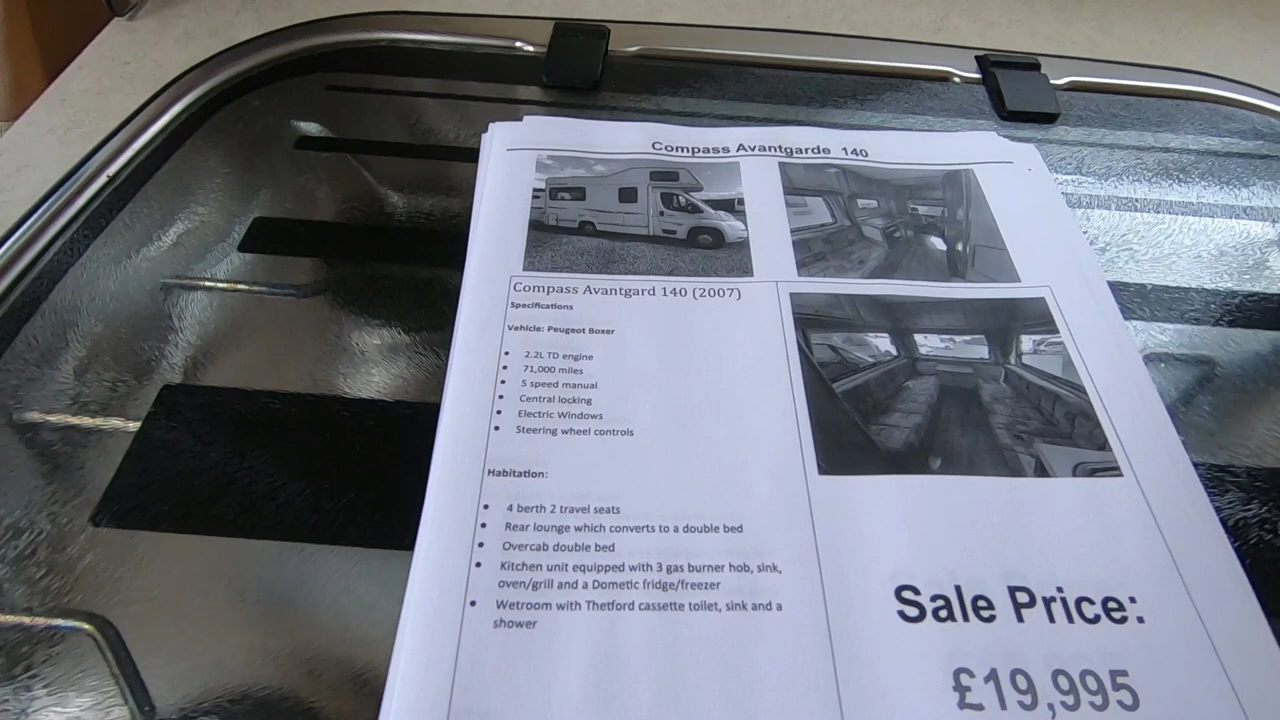 Compass Avantgarde 140
Compass Avantgard 140 (2007)
Specifications
Vehicle: Peugeot Boxer
• 2.2L TD engine
• 71,000 miles
• 5 speed manual
• Central locking
• Electric Windows
• Steering wheel controls
Habitation:
• 4 berth 2 travel seats
• Rear lounge which converts to a double bed
• Overcab double bed
• Kitchen unit equipped with 3 gas burner hob, sink,
oven/grill and a Dometic fridge/freezer
• Wetroom with Thetford cassette toilet, sink and a
shower
Sale Price:
£19,995